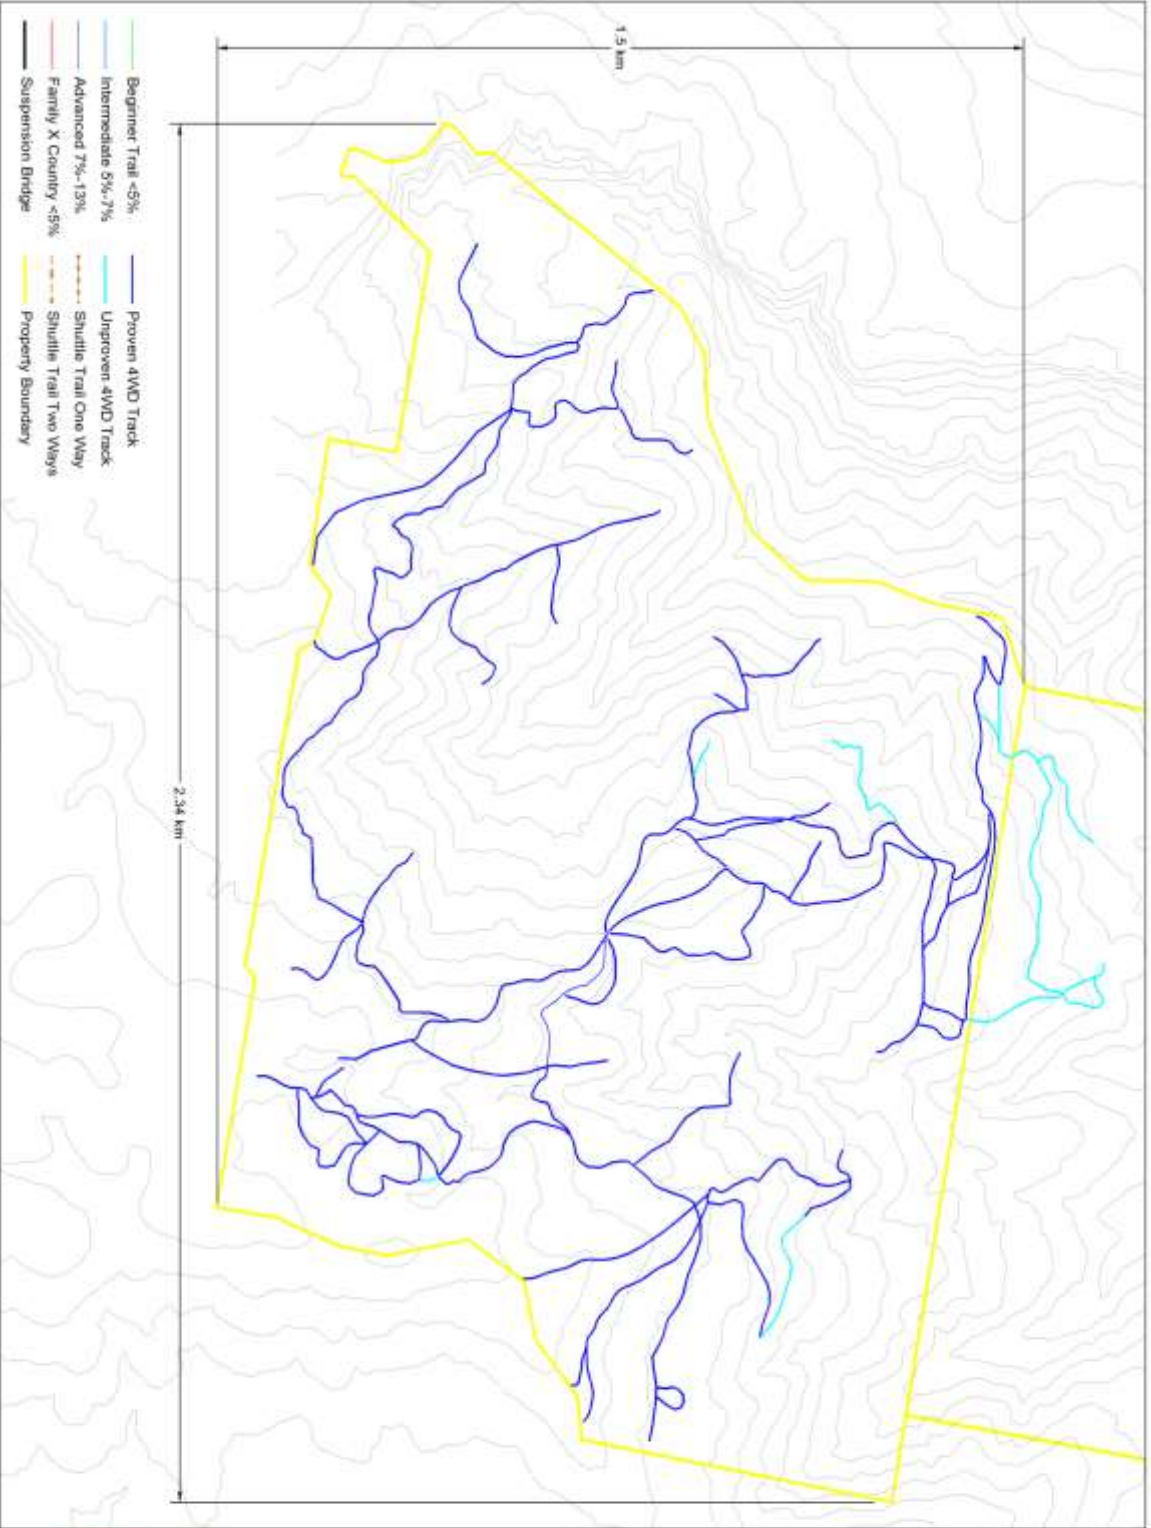 1.5 km
2.34 km
Beginner Trail <5%
Intermediate 5%-7%
Advanced 7%-13%
Family X Country <5%
Suspension Bridge
Proven 4WD Track
Unproven 4WD Track
Shuttle Trail One Way
Shuttle Trail Two Ways
Property Boundary